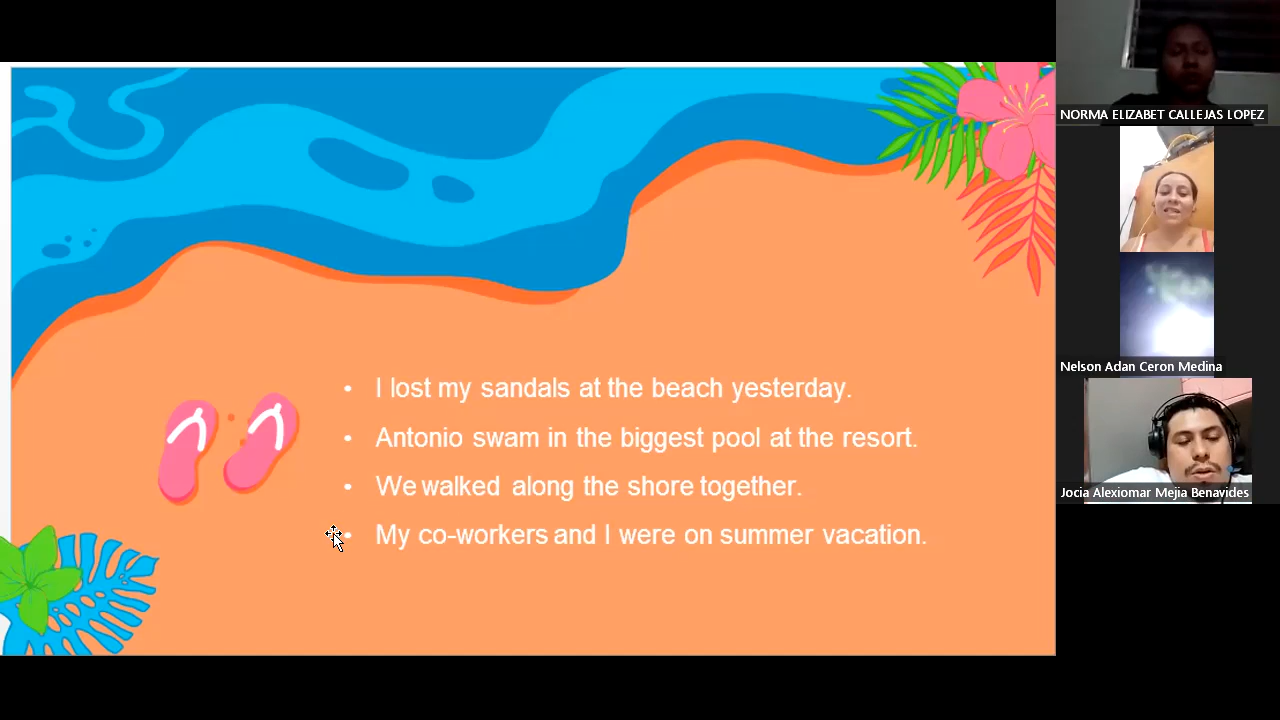 NORMA ELIZABET CALLEJAS LOPEZ
Nelson Adan Ceron Medina
• I lost my sandals at the beach yesterday.
• Antonio swam in the biggest pool at the resort.
• We walked along the shore together.
• My co-workers and I were on summer vacation.
Jocia Alexiomar Mejia Benavides